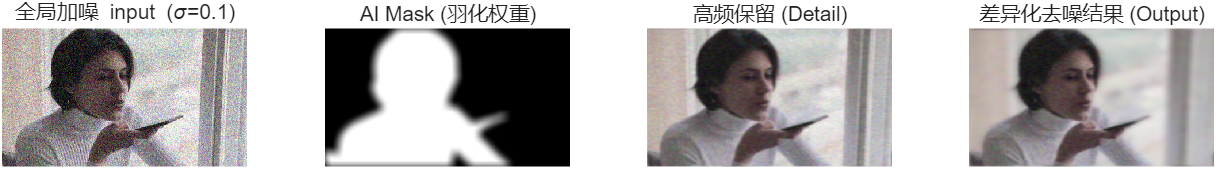 全局加噪 input (σ=0.1)
AI Mask (羽化权重)
高频保留 (Detail)
差异化去噪结果 (Output)